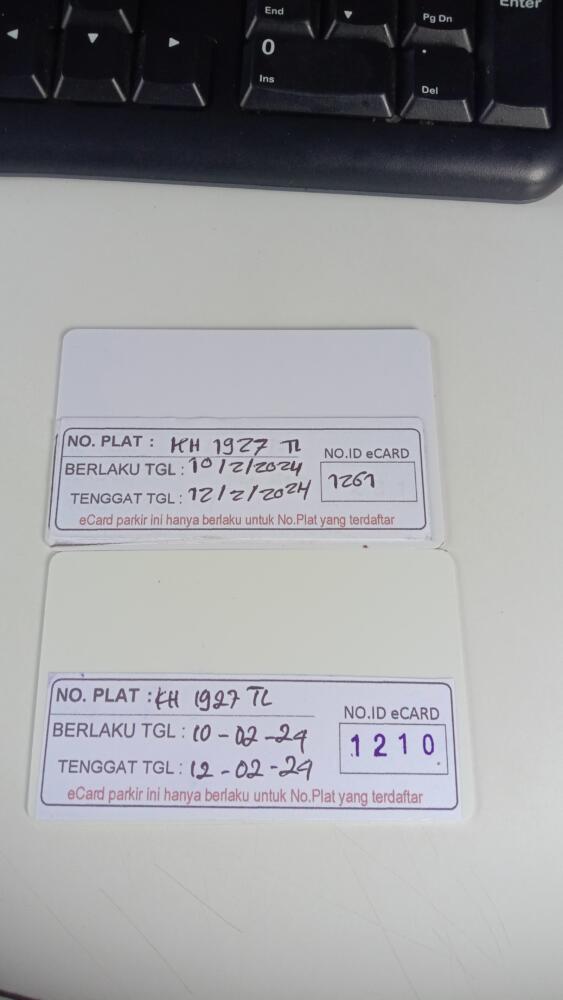 End
Pg Dn
Enter
0
Ins
.
Del
NO. PLAT : KH 1927 TL
BERLAKU TGL : 10/2/2024
TENGGAT TGL : 12/2/2024
NO.ID eCARD
1261
eCard parkir ini hanya berlaku untuk No.Plat yang terdaftar
NO. PLAT : KH 1927 TL
BERLAKU TGL : 10-02-24
TENGGAT TGL : 12-02-24
NO.ID eCARD
1210
eCard parkir ini hanya berlaku untuk No.Plat yang terdaftar